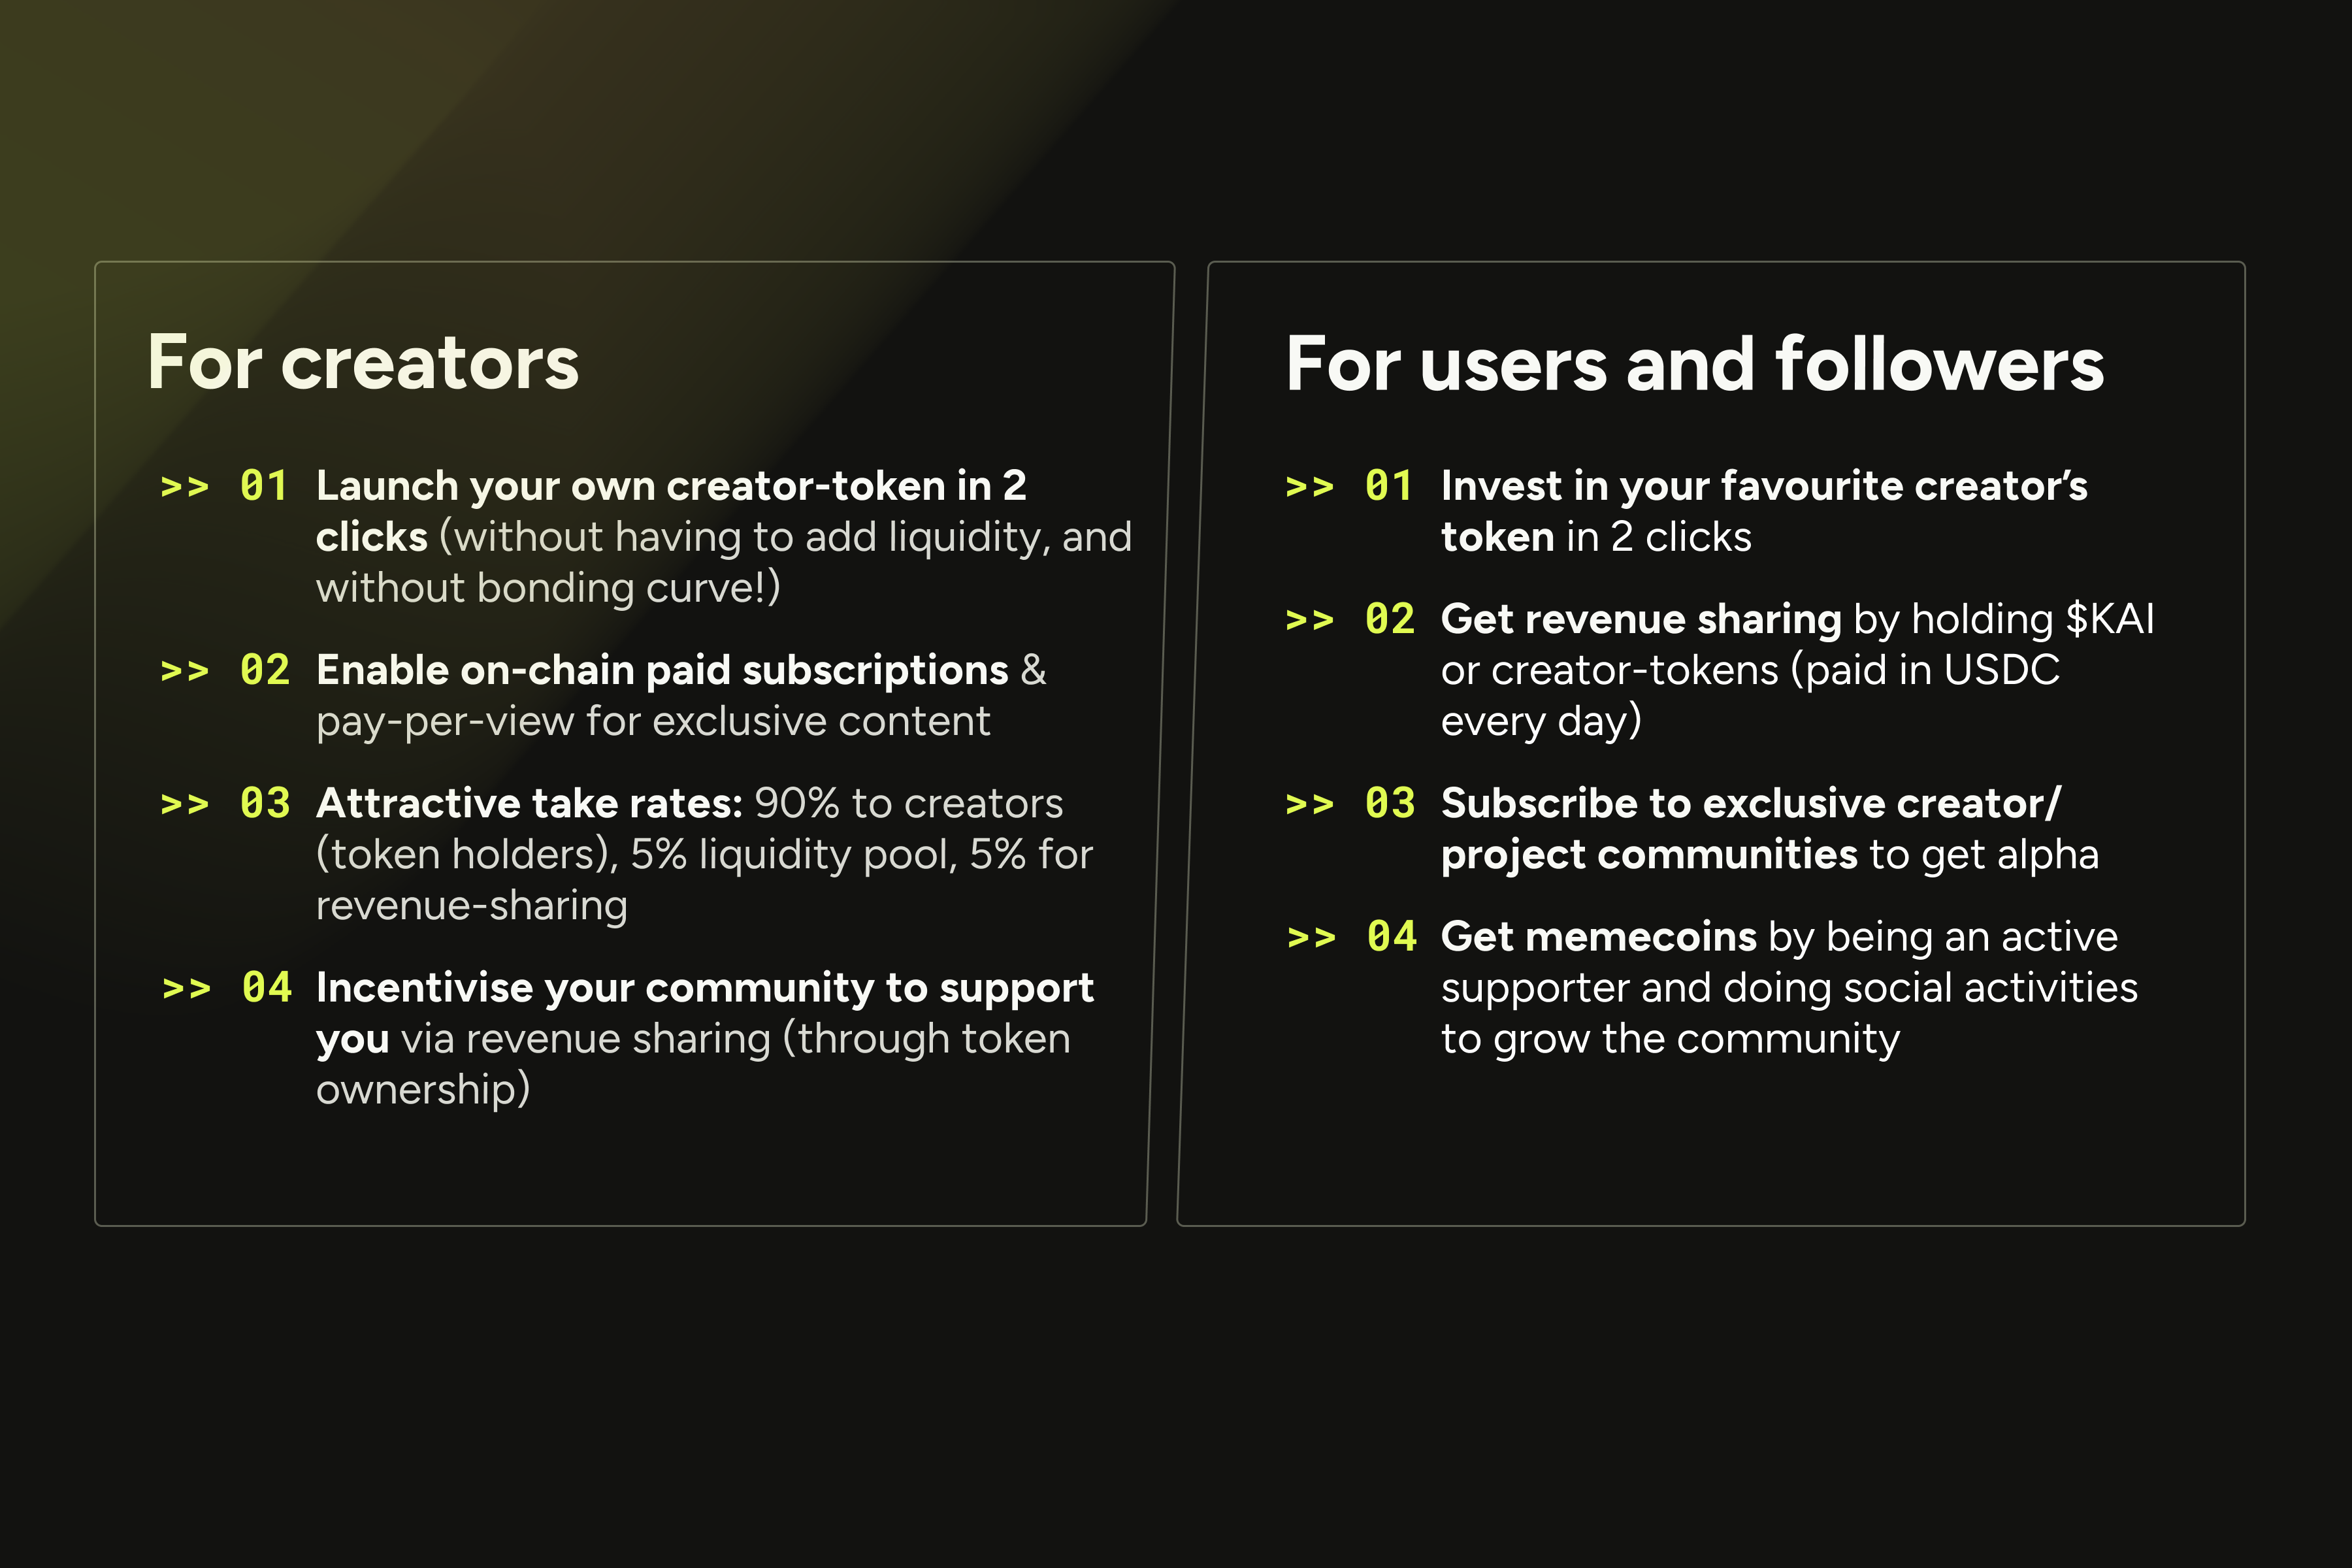 For creators
>> 01 Launch your own creator-token in 2
clicks (without having to add liquidity, and
without bonding curve!)
>> 02 Enable on-chain paid subscriptions &
pay-per-view for exclusive content
>> 03 Attractive take rates: 90% to creators
(token holders), 5% liquidity pool, 5% for
revenue-sharing
>> 04 Incentivise your community to support
you via revenue sharing (through token
ownership)
For users and followers
>> 01 Invest in your favourite creator’s
token in 2 clicks
>> 02 Get revenue sharing by holding $KAI
or creator-tokens (paid in USDC
every day)
>> 03 Subscribe to exclusive creator/
project communities to get alpha
>> 04 Get memecoins by being an active
supporter and doing social activities
to grow the community